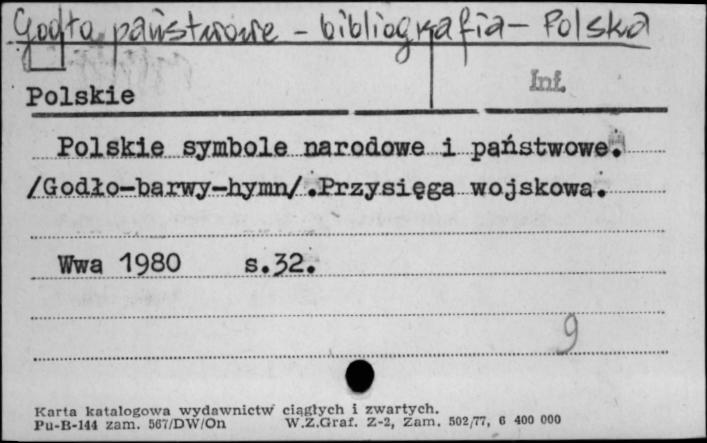 Godła państwowe - bibliografia - Polska
Inf.
Polskie
Polskie symbole narodowe i państwowe.
/Godło-barwy-hymn/.Przysięga wojskowa.
Wwa 1980 s.32.
9
Karta katalogowa wydawnictw ciągłych i zwartych.
Pu-B-144 zam. 567/DW/On W.Z.Graf. Z-2, Zam. 502/77, 6 400 000